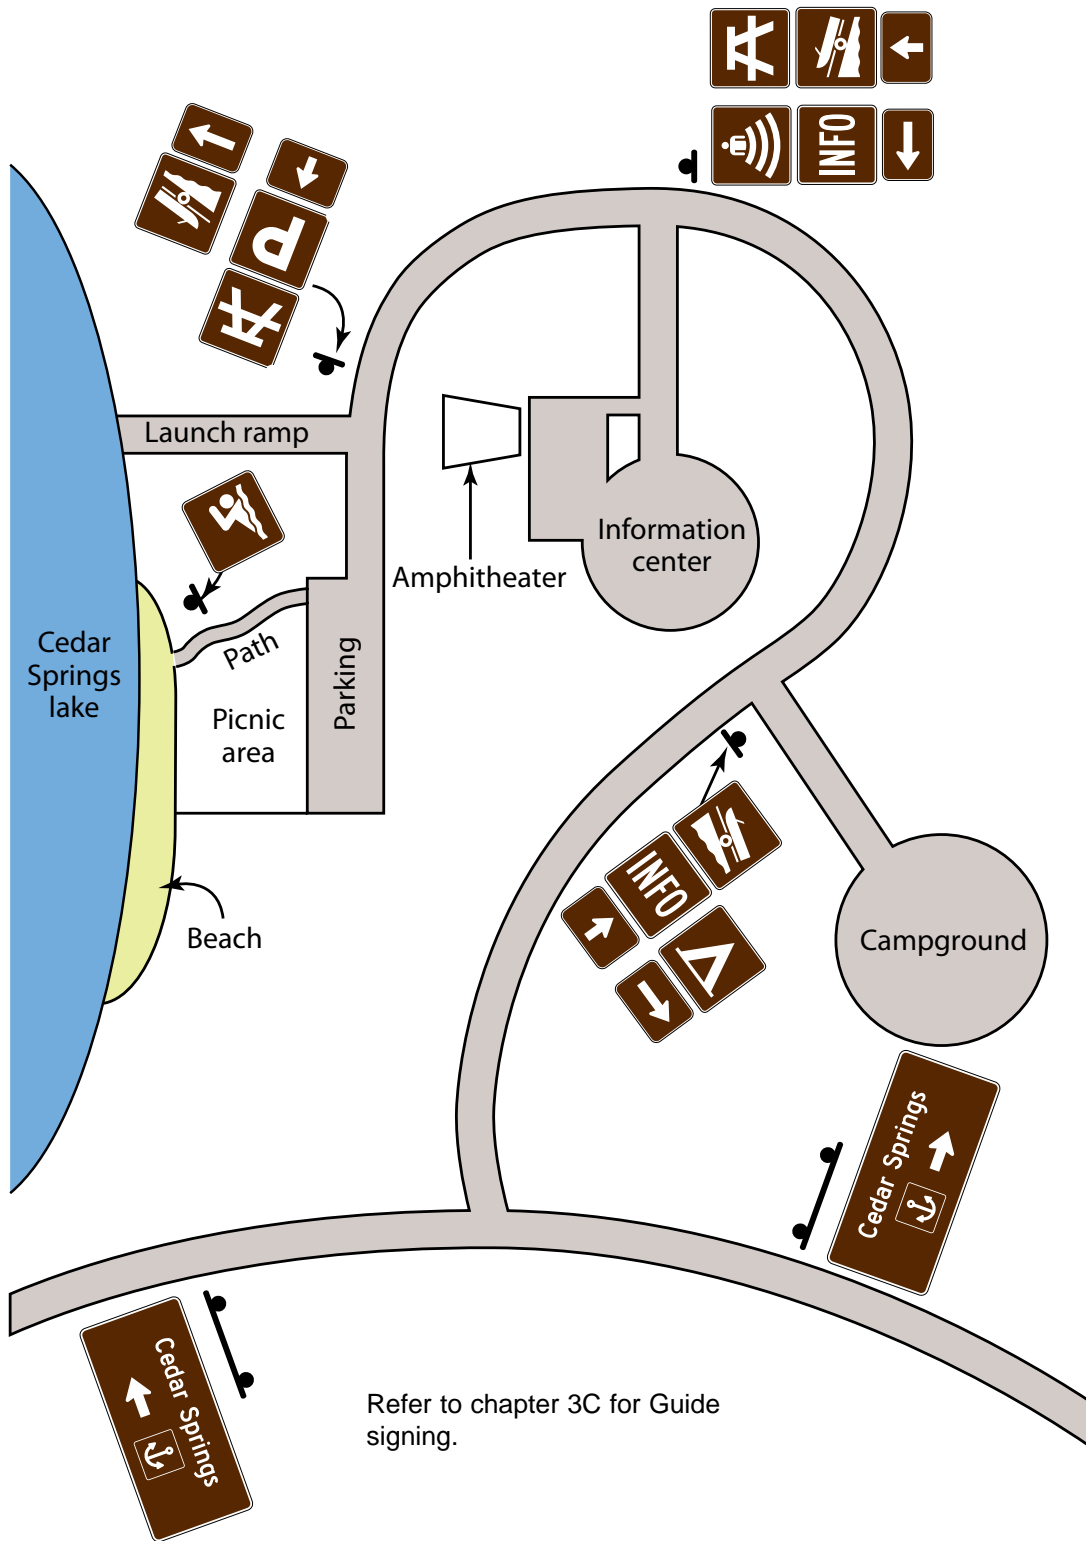 INFO
P
Launch ramp
Amphitheater
Information
center
Cedar
Springs
lake
Path
Parking
Picnic
area
INFO
Beach
Campground
Cedar Springs
Cedar Springs
Refer to chapter 3C for Guide
signing.